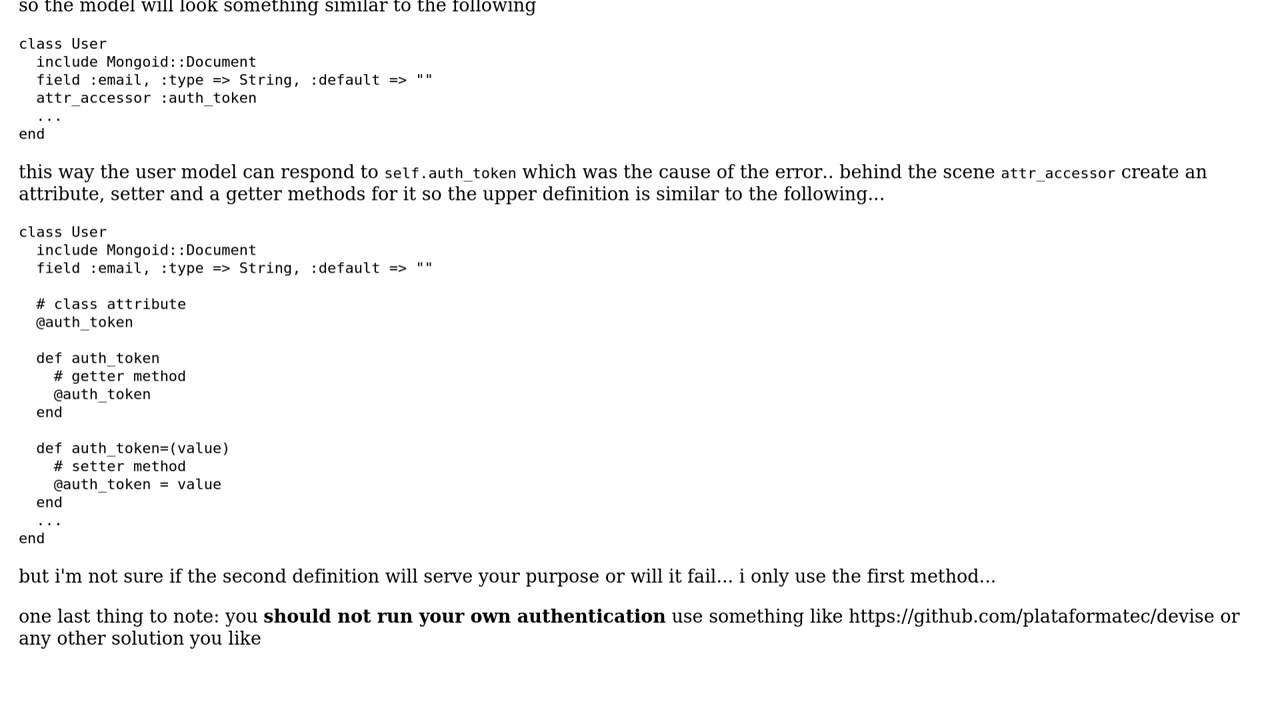 so the model will look something similar to the following
class User
  include Mongoid::Document
  field :email, :type => String, :default => ""
  attr_accessor :auth_token
  ...
end
this way the user model can respond to self.auth_token which was the cause of the error.. behind the scene attr_accessor create an
attribute, setter and a getter methods for it so the upper definition is similar to the following...
class User
  include Mongoid::Document
  field :email, :type => String, :default => ""
  # class attribute
  @auth_token
  def auth_token
    # getter method
    @auth_token
  end
  def auth_token=(value)
    # setter method
    @auth_token = value
  end
  ...
end
but i'm not sure if the second definition will serve your purpose or will it fail... i only use the first method...
one last thing to note: you should not run your own authentication use something like https://github.com/plataformatec/devise or
any other solution you like